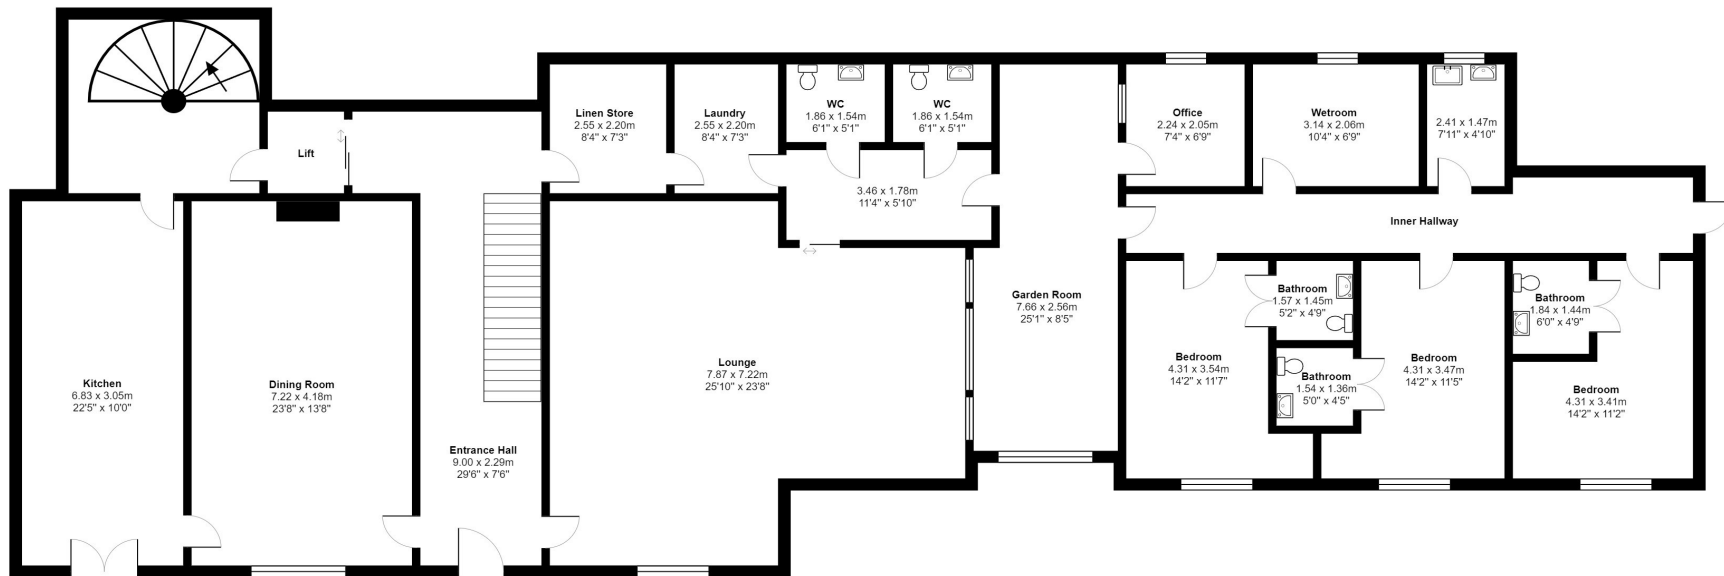 Linen Store
2.55 x 2.20m
8'4" x 7'3"
Laundry
2.55 x 2.20m
8'4" x 7'3"
WC
1.86 x 1.54m
6'1" x 5'1"
WC
1.86 x 1.54m
6'1" x 5'1"
Office
2.24 x 2.05m
7'4" x 6'9"
Wetroom
3.14 x 2.06m
10'4" x 6'9"
2.41 x 1.47m
7'11" x 4'10"
Lift
3.46 x 1.78m
11'4" x 5'10"
Inner Hallway
Garden Room
7.66 x 2.56m
25'1" x 8'5"
Bathroom
1.57 x 1.45m
5'2" x 4'9"
Bathroom
1.84 x 1.44m
6'0" x 4'9"
Kitchen
6.83 x 3.05m
22'5" x 10'0"
Dining Room
7.22 x 4.18m
23'8" x 13'8"
Lounge
7.87 x 7.22m
25'10" x 23'8"
Bedroom
4.31 x 3.54m
14'2" x 11'7"
Bathroom
1.54 x 1.36m
5'0" x 4'5"
Bedroom
4.31 x 3.47m
14'2" x 11'5"
Bedroom
4.31 x 3.41m
14'2" x 11'2"
Entrance Hall
9.00 x 2.29m
29'6" x 7'6"